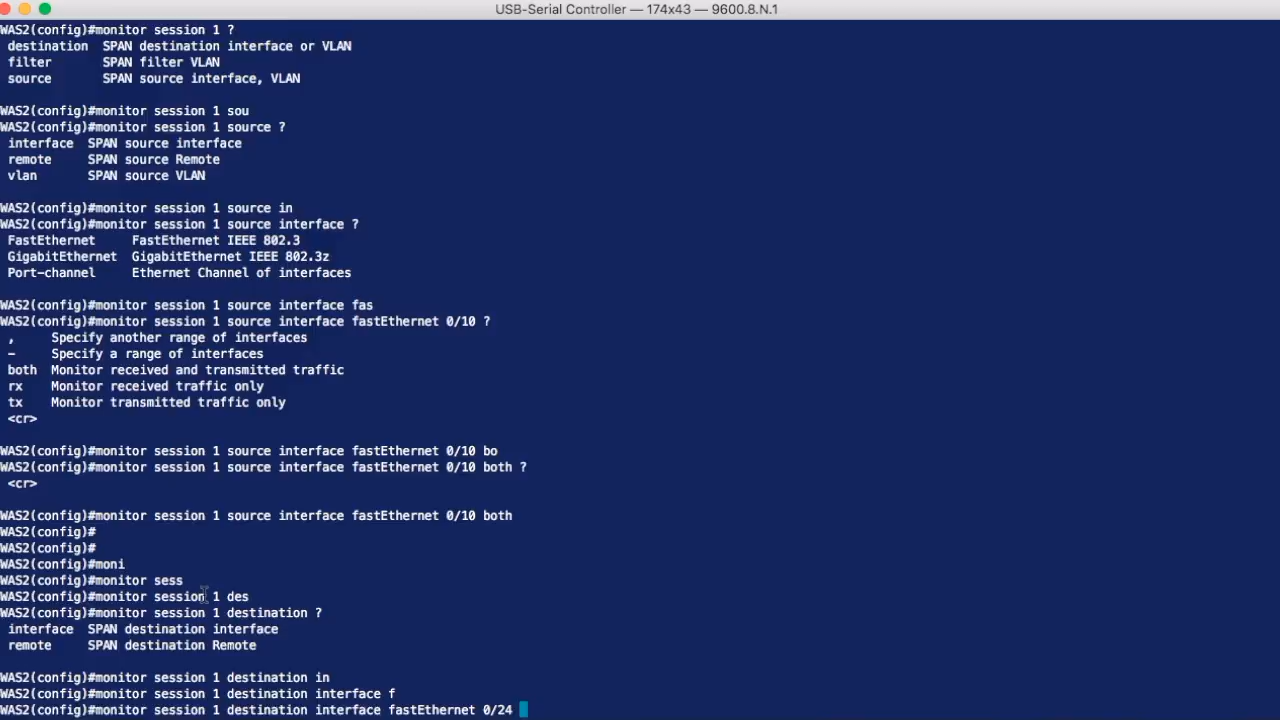 USB-Serial Controller — 174x43 — 9600.8.N.1
WAS2(config)#monitor session 1 ?
destination  SPAN destination interface or VLAN
filter       SPAN filter VLAN
source       SPAN source interface, VLAN
WAS2(config)#monitor session 1 sou
WAS2(config)#monitor session 1 source ?
interface  SPAN source interface
remote     SPAN source Remote
vlan       SPAN source VLAN
WAS2(config)#monitor session 1 source in
WAS2(config)#monitor session 1 source interface ?
FastEthernet     FastEthernet IEEE 802.3
GigabitEthernet  GigabitEthernet IEEE 802.3z
Port-channel     Ethernet Channel of interfaces
WAS2(config)#monitor session 1 source interface fas
WAS2(config)#monitor session 1 source interface fastEthernet 0/10 ?
,     Specify another range of interfaces
-     Specify a range of interfaces
both  Monitor received and transmitted traffic
rx    Monitor received traffic only
tx    Monitor transmitted traffic only
<cr>
WAS2(config)#monitor session 1 source interface fastEthernet 0/10 bo
WAS2(config)#monitor session 1 source interface fastEthernet 0/10 both ?
<cr>
WAS2(config)#monitor session 1 source interface fastEthernet 0/10 both
WAS2(config)#
WAS2(config)#
WAS2(config)#moni
WAS2(config)#monitor sess
WAS2(config)#monitor session 1 des
WAS2(config)#monitor session 1 destination ?
interface  SPAN destination interface
remote     SPAN destination Remote
WAS2(config)#monitor session 1 destination in
WAS2(config)#monitor session 1 destination interface f
WAS2(config)#monitor session 1 destination interface fastEthernet 0/24